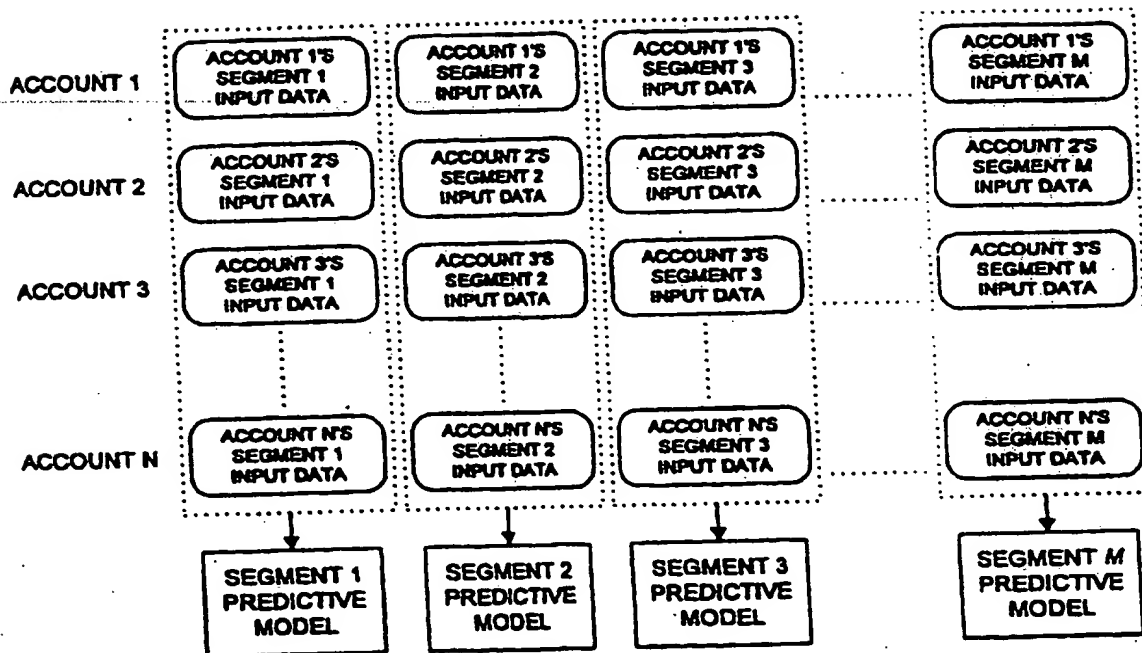 ACCOUNT 1
ACCOUNT 1'S
SEGMENT 1
INPUT DATA
ACCOUNT 1'S
SEGMENT 2
INPUT DATA
ACCOUNT 1'S
SEGMENT 3
INPUT DATA
ACCOUNT 1'S
SEGMENT M
INPUT DATA
ACCOUNT 2
ACCOUNT 2'S
SEGMENT 1
INPUT DATA
ACCOUNT 2'S
SEGMENT 2
INPUT DATA
ACCOUNT 2'S
SEGMENT 3
INPUT DATA
ACCOUNT 2'S
SEGMENT M
INPUT DATA
ACCOUNT 3
ACCOUNT 3'S
SEGMENT 1
INPUT DATA
ACCOUNT 3'S
SEGMENT 2
INPUT DATA
ACCOUNT 3'S
SEGMENT 3
INPUT DATA
ACCOUNT 3'S
SEGMENT M
INPUT DATA
ACCOUNT N
ACCOUNT N'S
SEGMENT 1
INPUT DATA
ACCOUNT N'S
SEGMENT 2
INPUT DATA
ACCOUNT N'S
SEGMENT 3
INPUT DATA
ACCOUNT N'S
SEGMENT M
INPUT DATA
SEGMENT 1
PREDICTIVE
MODEL
SEGMENT 2
PREDICTIVE
MODEL
SEGMENT 3
PREDICTIVE
MODEL
SEGMENT M
PREDICTIVE
MODEL